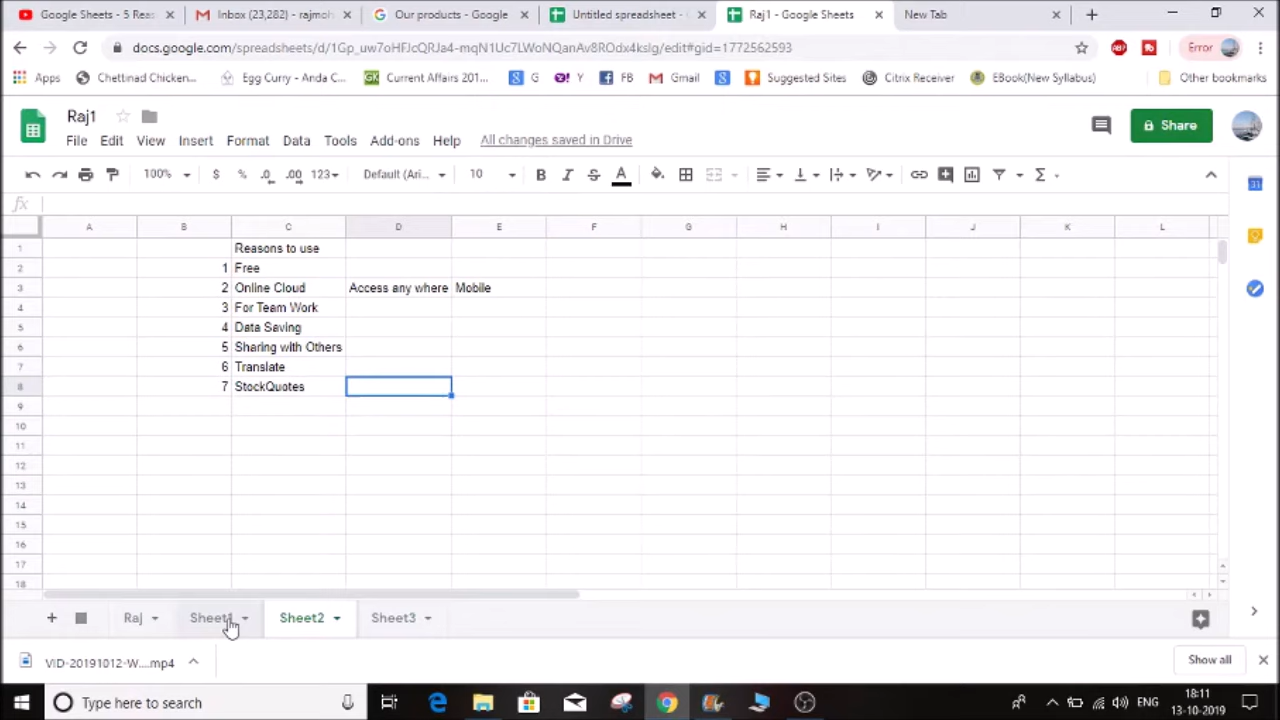 Google Sheets - 5 Reas
Inbox (23,282) - rajmoh
Our products - Google
Untitled spreadsheet -
Raj1 - Google Sheets
New Tab
docs.google.com/spreadsheets/d/1Gp_uw7oHFJcQRJa4-mqN1Uc7LWoNQanAv8ROdx4kslg/edit#gid=1772562593
ABP
Error
Apps
Chettinad Chicken...
Egg Curry - Anda C...
GK Current Affairs 201...
G
Y!
FB
Gmail
Suggested Sites
Citrix Receiver
EBook(New Syllabus)
Other bookmarks
Raj1
File Edit View Insert Format Data Tools Add-ons Help All changes saved in Drive
Share
100% $ % .0 .00 123 Default (Ari... 10 B I S A Σ
31
fx
A B C D E F G H I J K L
1 Reasons to use
2 1 Free
3 2 Online Cloud Access any where Mobile
4 3 For Team Work
5 4 Data Saving
6 5 Sharing with Others
7 6 Translate
8 7 StockQuotes
9
10
11
12
13
14
15
16
17
18
+ Raj Sheet1 Sheet2 Sheet3
VID-20191012-W....mp4
Show all
Type here to search
ENG
18:11
13-10-2019